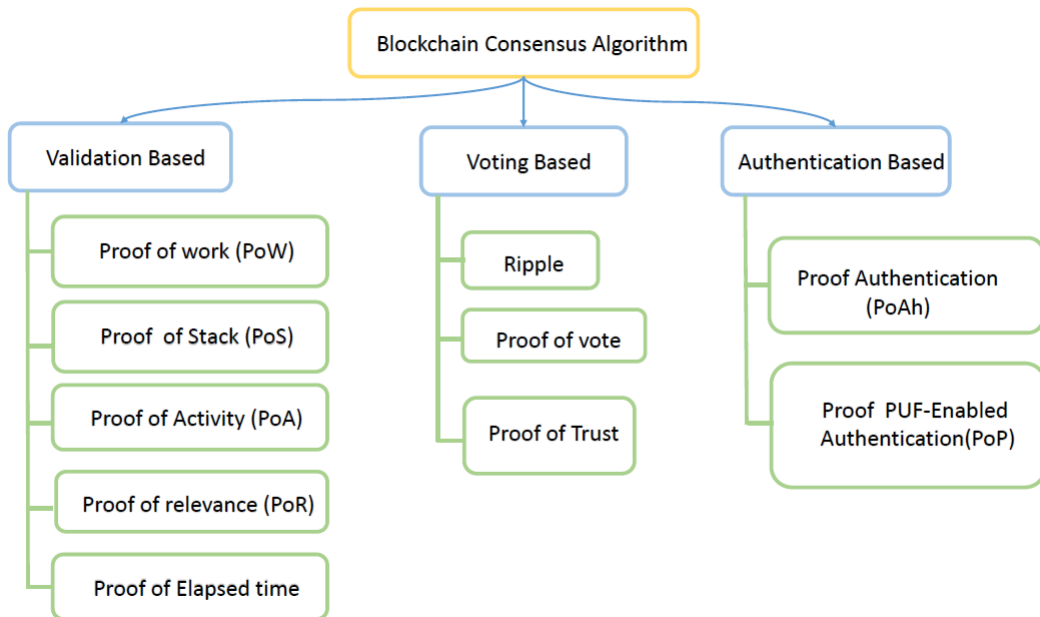 Blockchain Consensus Algorithm
Validation Based
Voting Based
Authentication Based
Proof of work (PoW)
Proof of Stack (PoS)
Proof of Activity (PoA)
Proof of relevance (PoR)
Proof of Elapsed time
Ripple
Proof of vote
Proof of Trust
Proof Authentication
(PoAh)
Proof PUF-Enabled
Authentication(PoP)